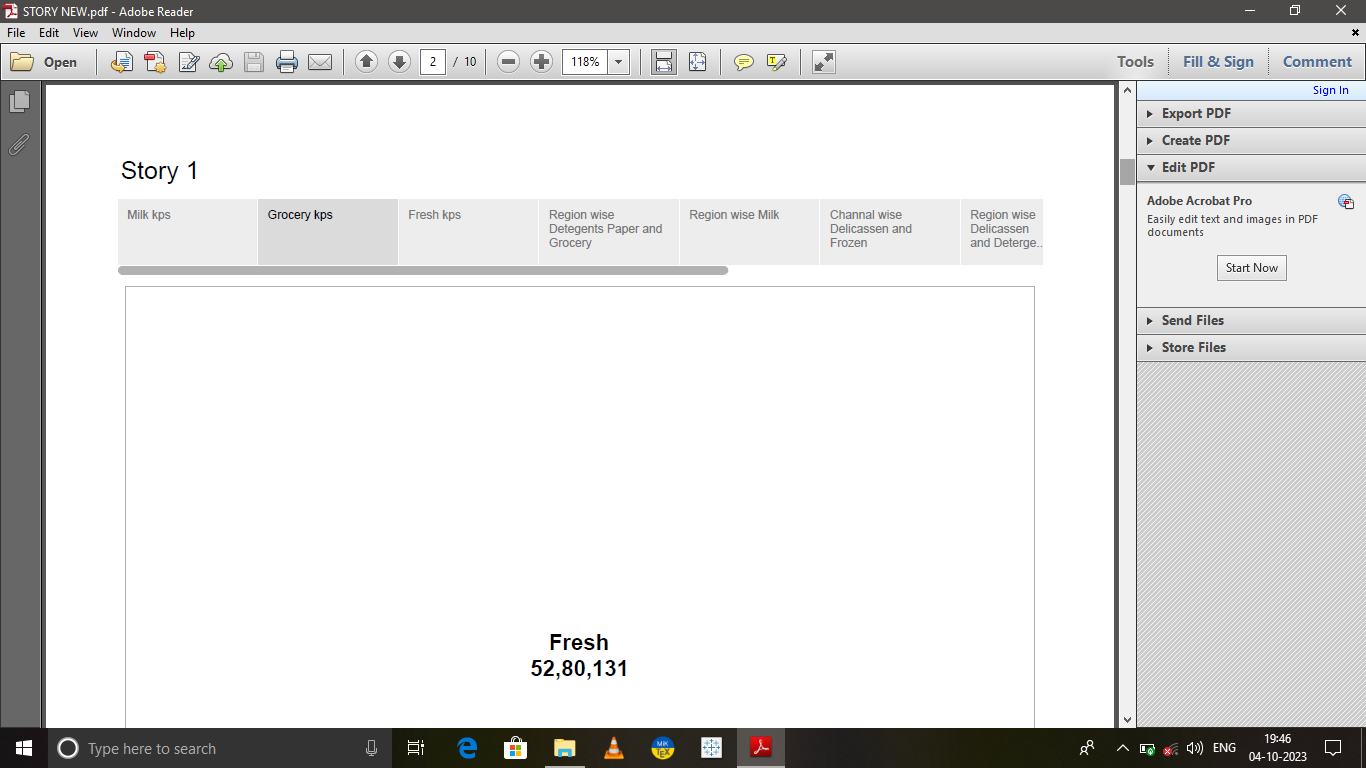 STORY NEW.pdf - Adobe Reader
File Edit View Window Help
Open 2 / 10 118% Tools Fill & Sign Comment
Sign In
Export PDF
Create PDF
Edit PDF
Adobe Acrobat Pro
Easily edit text and images in PDF
documents
Start Now
Send Files
Store Files
Story 1
Milk kps
Grocery kps
Fresh kps
Region wise
Detegents Paper and
Grocery
Region wise Milk
Channal wise
Delicassen and
Frozen
Region wise
Delicassen
and Deterge..
Fresh
52,80,131
Type here to search
MiK
TEX
ENG
19:46
04-10-2023